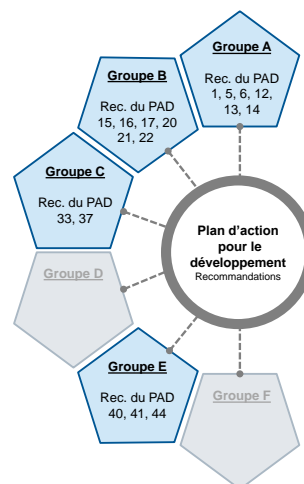 Groupe A
Rec. du PAD
1, 5, 6, 12,
13, 14
Groupe B
Rec. du PAD
15, 16, 17, 20
21, 22
Groupe C
Rec. du PAD
33, 37
Groupe D
Groupe E
Rec. du PAD
40, 41, 44
Groupe F
Plan d'action
pour le
développement
Recommandations